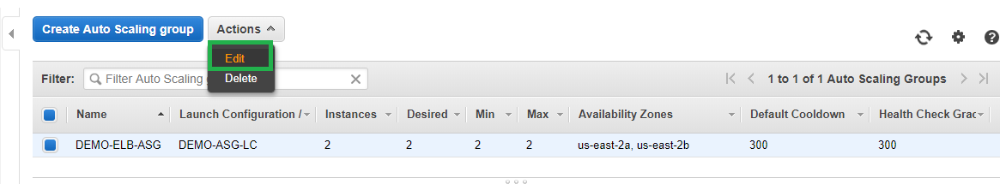 Create Auto Scaling group Actions
Edit
Delete
Filter: Filter Auto Scaling 1 to 1 of 1 Auto Scaling Groups
Name Launch Configuration / Instances Desired Min Max Availability Zones Default Cooldown Health Check Grac
DEMO-ELB-ASG DEMO-ASG-LC 2 2 2 2 us-east-2a, us-east-2b 300 300